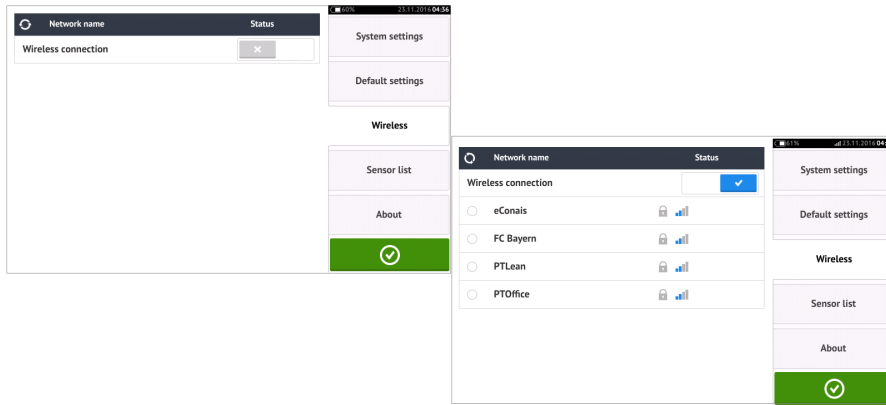 60% 23.11.2016 04:36
Network name Status
Wireless connection
System settings
Default settings
Wireless
Sensor list
About
61% 23.11.2016 04:
Network name Status
Wireless connection
eConais
FC Bayern
PTLean
PTOffice
System settings
Default settings
Wireless
Sensor list
About